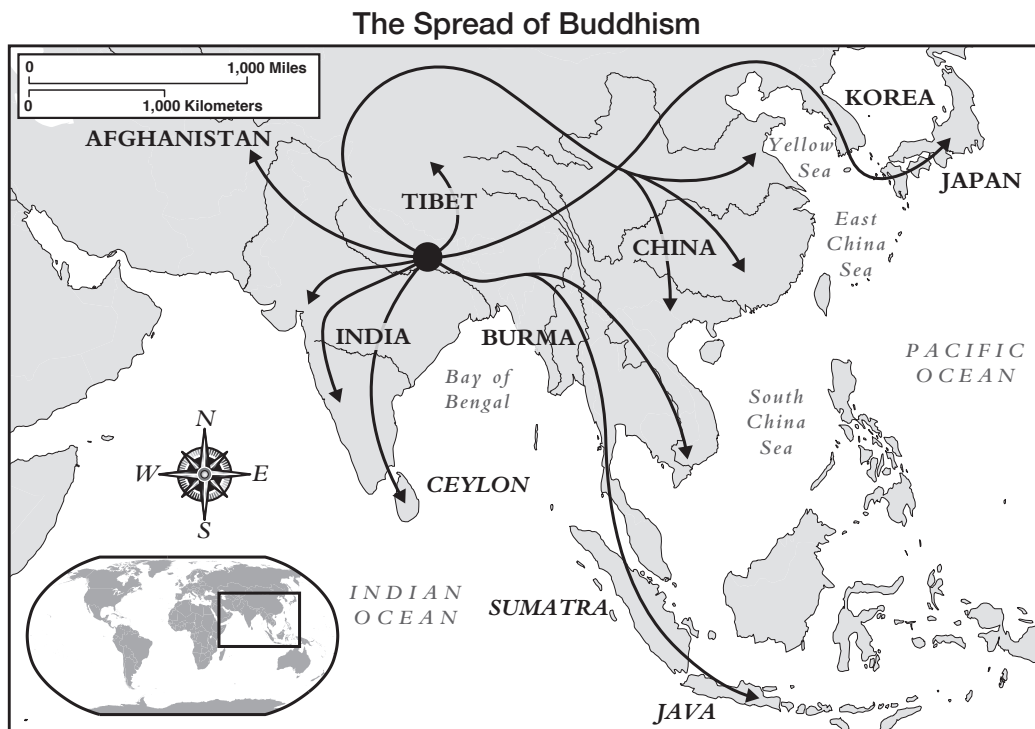 The Spread of Buddhism
0 1,000 Miles
0 1,000 Kilometers
AFGHANISTAN
TIBET
KOREA
Yellow
Sea
JAPAN
CHINA
East
China
Sea
INDIA
BURMA
PACIFIC
OCEAN
Bay of
Bengal
South
China
Sea
N
W E
S
CEYLON
INDIAN
OCEAN
SUMATRA
JAVA